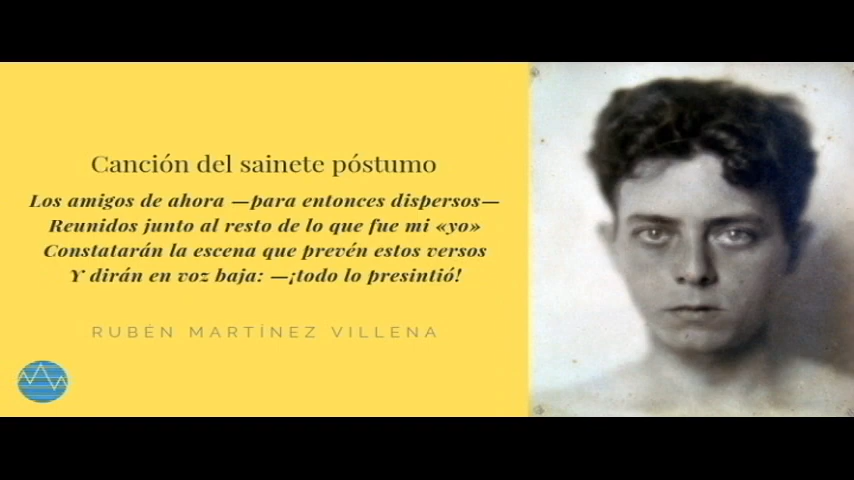 Canción del sainete póstumo
Los amigos de ahora —para entonces dispersos—
Reunidos junto al resto de lo que fue mi «yo»
Constatarán la escena que prevén estos versos
Y dirán en voz baja: —¡todo lo presintió!
RUBÉN MARTÍNEZ VILLENA